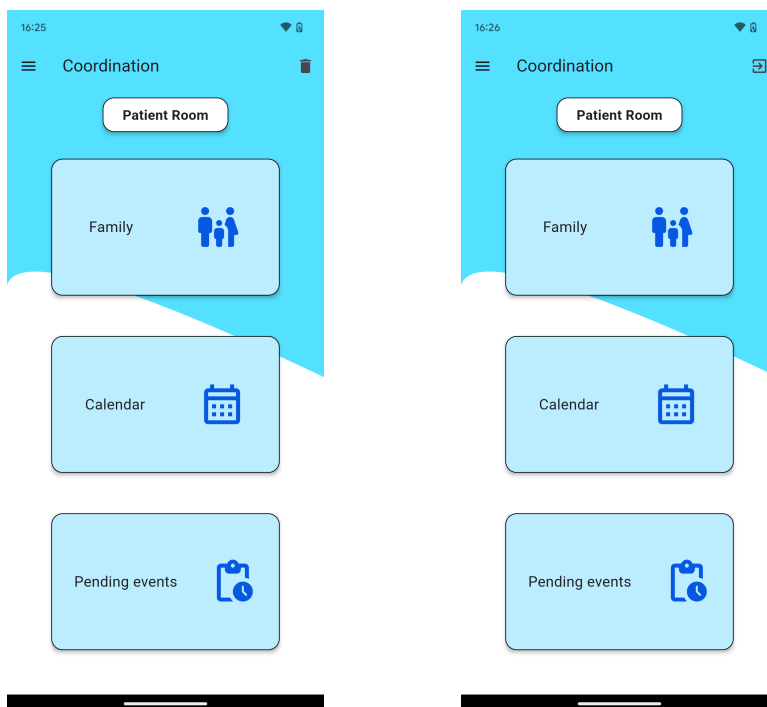 16:25
Coordination
Patient Room
Family
Calendar
Pending events
16:26
Coordination
Patient Room
Family
Calendar
Pending events